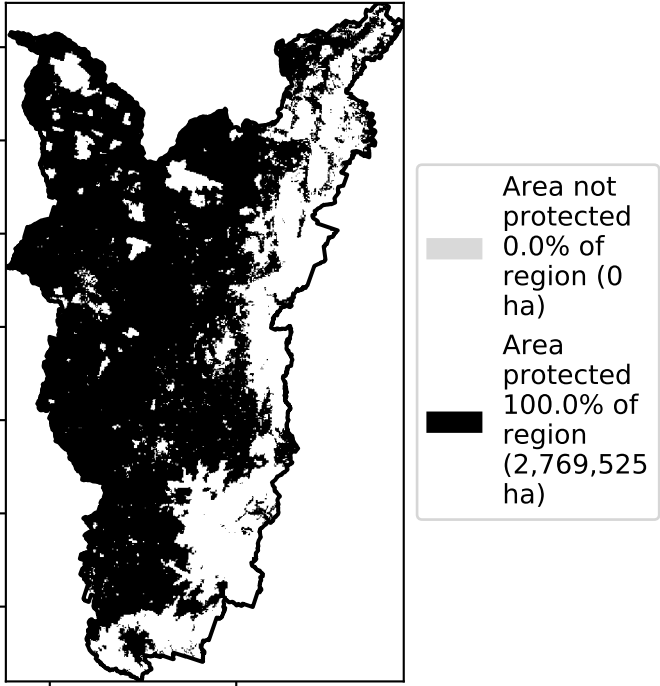 Area not
protected
0.0% of
region (0
ha)
Area
protected
100.0% of
region
(2,769,525
ha)